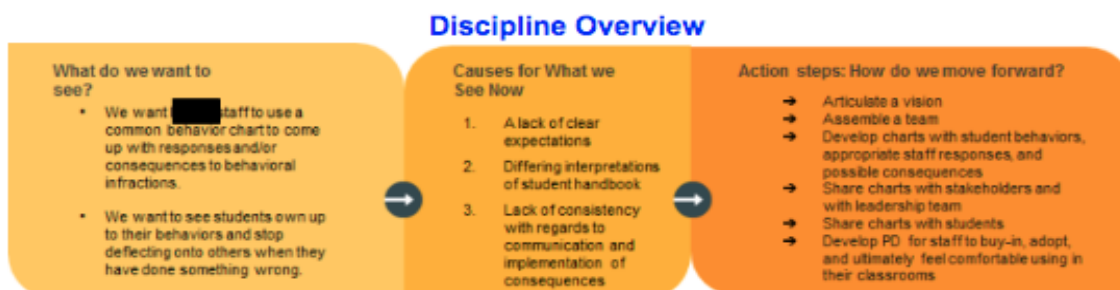 Discipline Overview
What do we want to
see?
• We want staff to use a
common behavior chart to come
up with responses and/or
consequences to behavioral
infractions.
• We want to see students own up
to their behaviors and stop
deflecting onto others when they
have done something wrong.
Causes for What we
See Now
1. A lack of clear
expectations
2. Differing interpretations
of student handbook
3. Lack of consistency
with regards to
communication and
implementation of
consequences
Action steps: How do we move forward?
➔ Articulate a vision
➔ Assemble a team
➔ Develop charts with student behaviors,
appropriate staff responses, and
possible consequences
➔ Share charts with stakeholders and
with leadership team
➔ Share charts with students
➔ Develop PD for staff to buy-in, adopt,
and ultimately feel comfortable using in
their classrooms